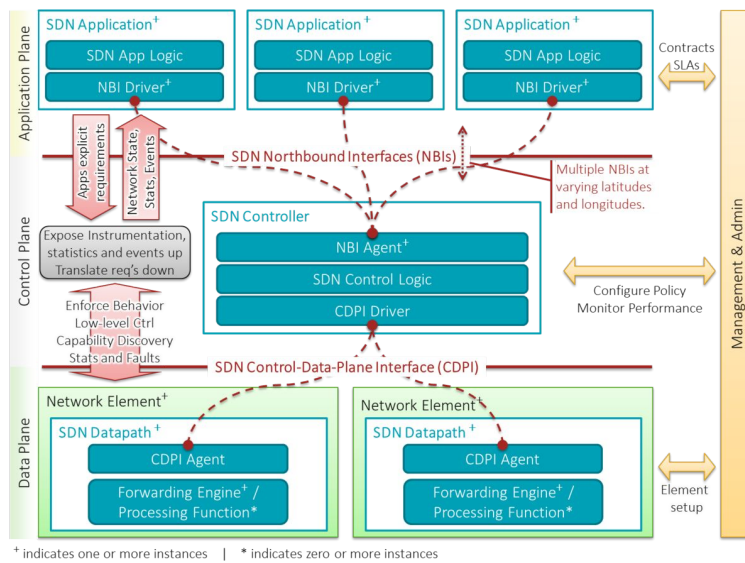 Application Plane
SDN Application+
SDN App Logic
NBI Driver+
SDN Application+
SDN App Logic
NBI Driver+
SDN Application+
SDN App Logic
NBI Driver+
Contracts
SLAs
Apps explicit
requirements
Network State,
Stats, Events
SDN Northbound Interfaces (NBIs)
Multiple NBIs at
varying latitudes
and longitudes.
Control Plane
Expose Instrumentation,
statistics and events up
Translate req's down
SDN Controller
NBI Agent+
SDN Control Logic
CDPI Driver
Configure Policy
Monitor Performance
Management & Admin
Enforce Behavior
Low-level Ctrl
Capability Discovery
Stats and Faults
SDN Control-Data-Plane Interface (CDPI)
Data Plane
Network Element+
SDN Datapath +
CDPI Agent
Forwarding Engine+ /
Processing Function*
Network Element+
SDN Datapath +
CDPI Agent
Forwarding Engine+ /
Processing Function*
Element
setup
+ indicates one or more instances | * indicates zero or more instances